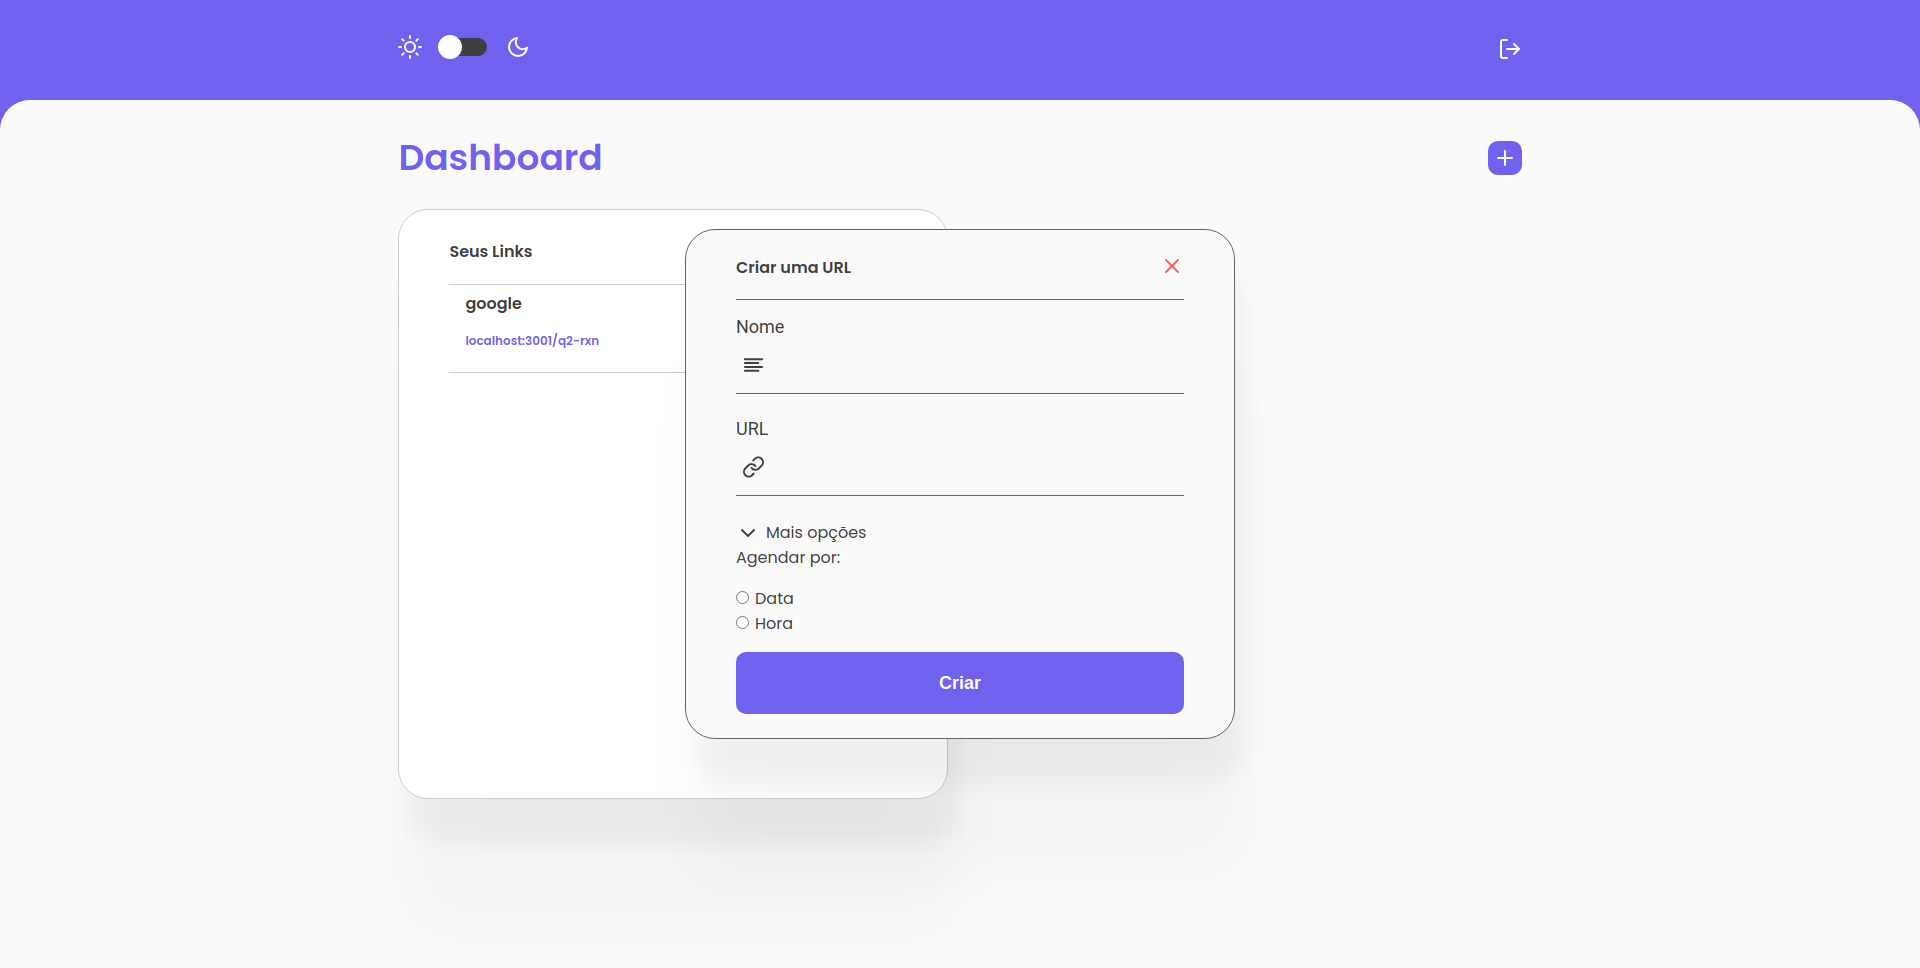 Dashboard
Seus Links
google
localhost:3001/q2-rxn
Criar uma URL
Nome
URL
Mais opções
Agendar por:
Data
Hora
Criar